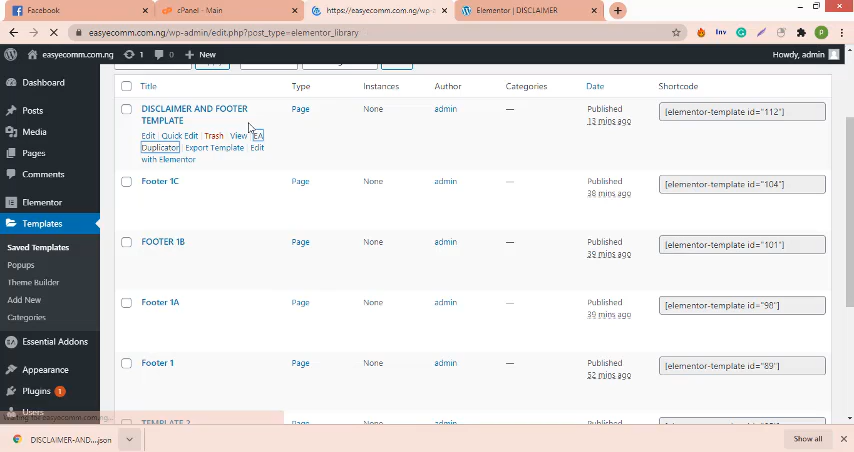 Facebook
cPanel - Main
https://easyecomm.com.ng/wp-a
Elementor | DISCLAIMER
easyecomm.com.ng/wp-admin/edit.php?post_type=elementor_library
Inv
P
easyecomm.com.ng 1 0 New
Howdy, admin
Dashboard
Posts
Media
Pages
Comments
Elementor
Templates
Saved Templates
Popups
Theme Builder
Add New
Categories
Essential Addons
Appearance
Plugins 1
Users
Title Type Instances Author Categories Date Shortcode
DISCLAIMER AND FOOTER TEMPLATE
Page None admin — Published 13 mins ago [elementor-template id="112"]
Edit | Quick Edit | Trash | View | EA
Duplicator | Export Template | Edit
with Elementor
Footer 1C Page None admin — Published [elementor-template id="104"]
38 mins ago
FOOTER 1B Page None admin — Published [elementor-template id="101"]
39 mins ago
Footer 1A Page None admin — Published [elementor-template id="98"]
39 mins ago
Footer 1 Page None admin — Published [elementor-template id="89"]
52 mins ago
TEMPLATE 2
DISCLAIMER-AND....json
Show all